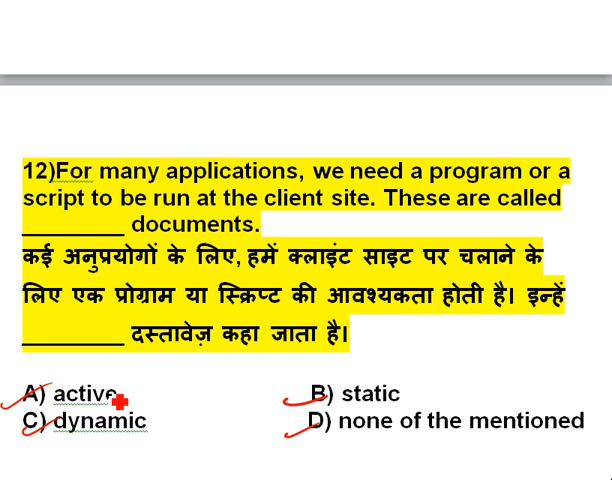 12)For many applications, we need a program or a
script to be run at the client site. These are called
_________ documents.
कई अनुप्रयोगों के लिए, हमें क्लाइंट साइट पर चलाने के
लिए एक प्रोग्राम या स्क्रिप्ट की आवश्यकता होती है। इन्हें
_________ दस्तावेज़ कहा जाता है।
A) active B) static
C) dynamic D) none of the mentioned